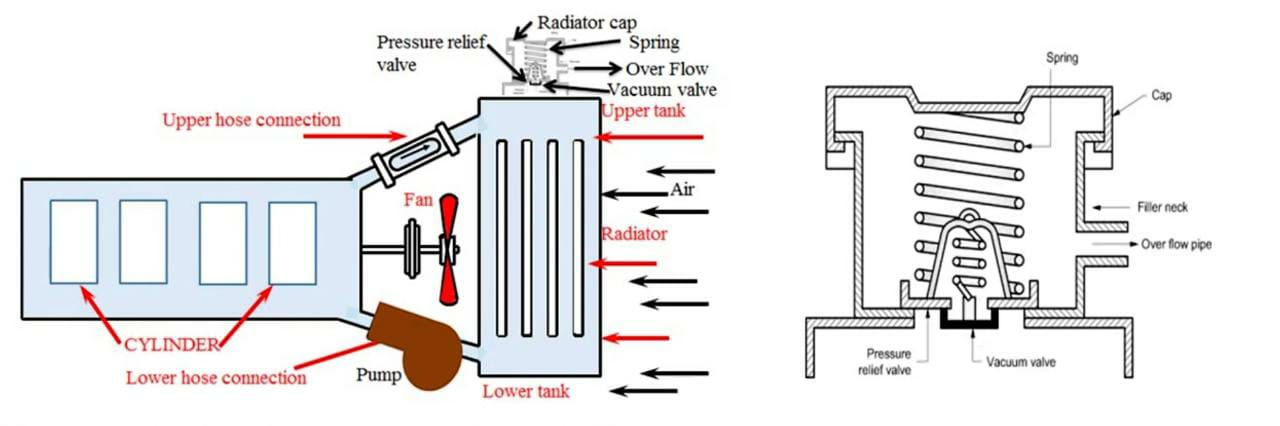 Radiator cap
Pressure relief
valve
Spring
Over Flow
Vacuum valve
Upper hose connection
Upper tank
Fan
Air
Radiator
CYLINDER
Lower hose connection
Pump
Lower tank
Spring
Cap
Filler neck
Over flow pipe
Pressure
relief valve
Vacuum valve